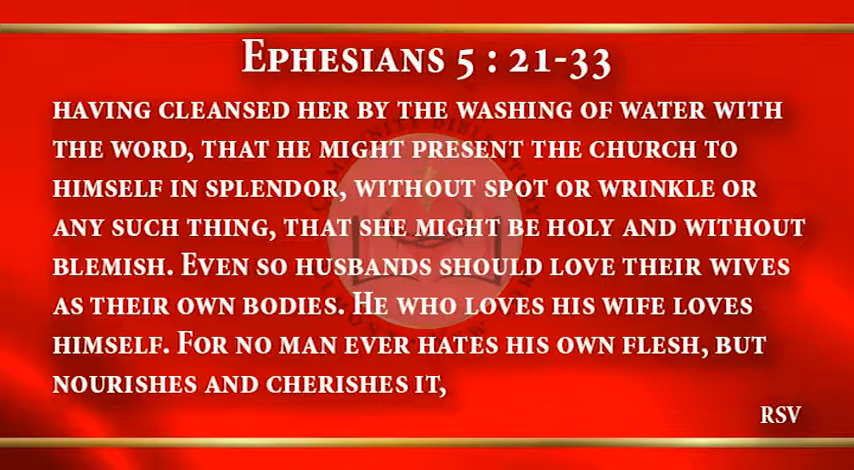 Ephesians 5 : 21-33
having cleansed her by the washing of water with
the word, that he might present the church to
himself in splendor, without spot or wrinkle or
any such thing, that she might be holy and without
blemish. Even so husbands should love their wives
as their own bodies. He who loves his wife loves
himself. For no man ever hates his own flesh, but
nourishes and cherishes it,
RSV